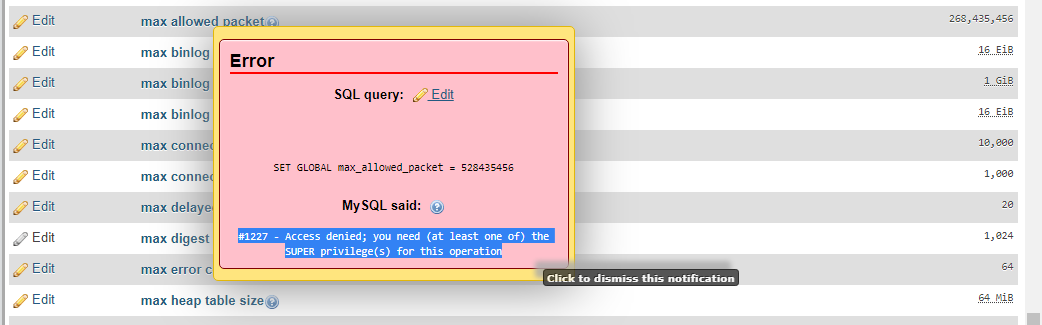 Edit max allowed packet 268,435,456
Edit max binlog 16 EiB
Edit max binlog 1 GiB
Edit max binlog 16 EiB
Edit max connec 10,000
Edit max connec 1,000
Edit max delaye 20
Edit max digest 1,024
Edit max error c 64
Edit max heap table size 64 MiB
Error
SQL query: Edit
SET GLOBAL max_allowed_packet = 528435456
MySQL said:
#1227 - Access denied; you need (at least one of) the
SUPER privilege(s) for this operation
Click to dismiss this notification